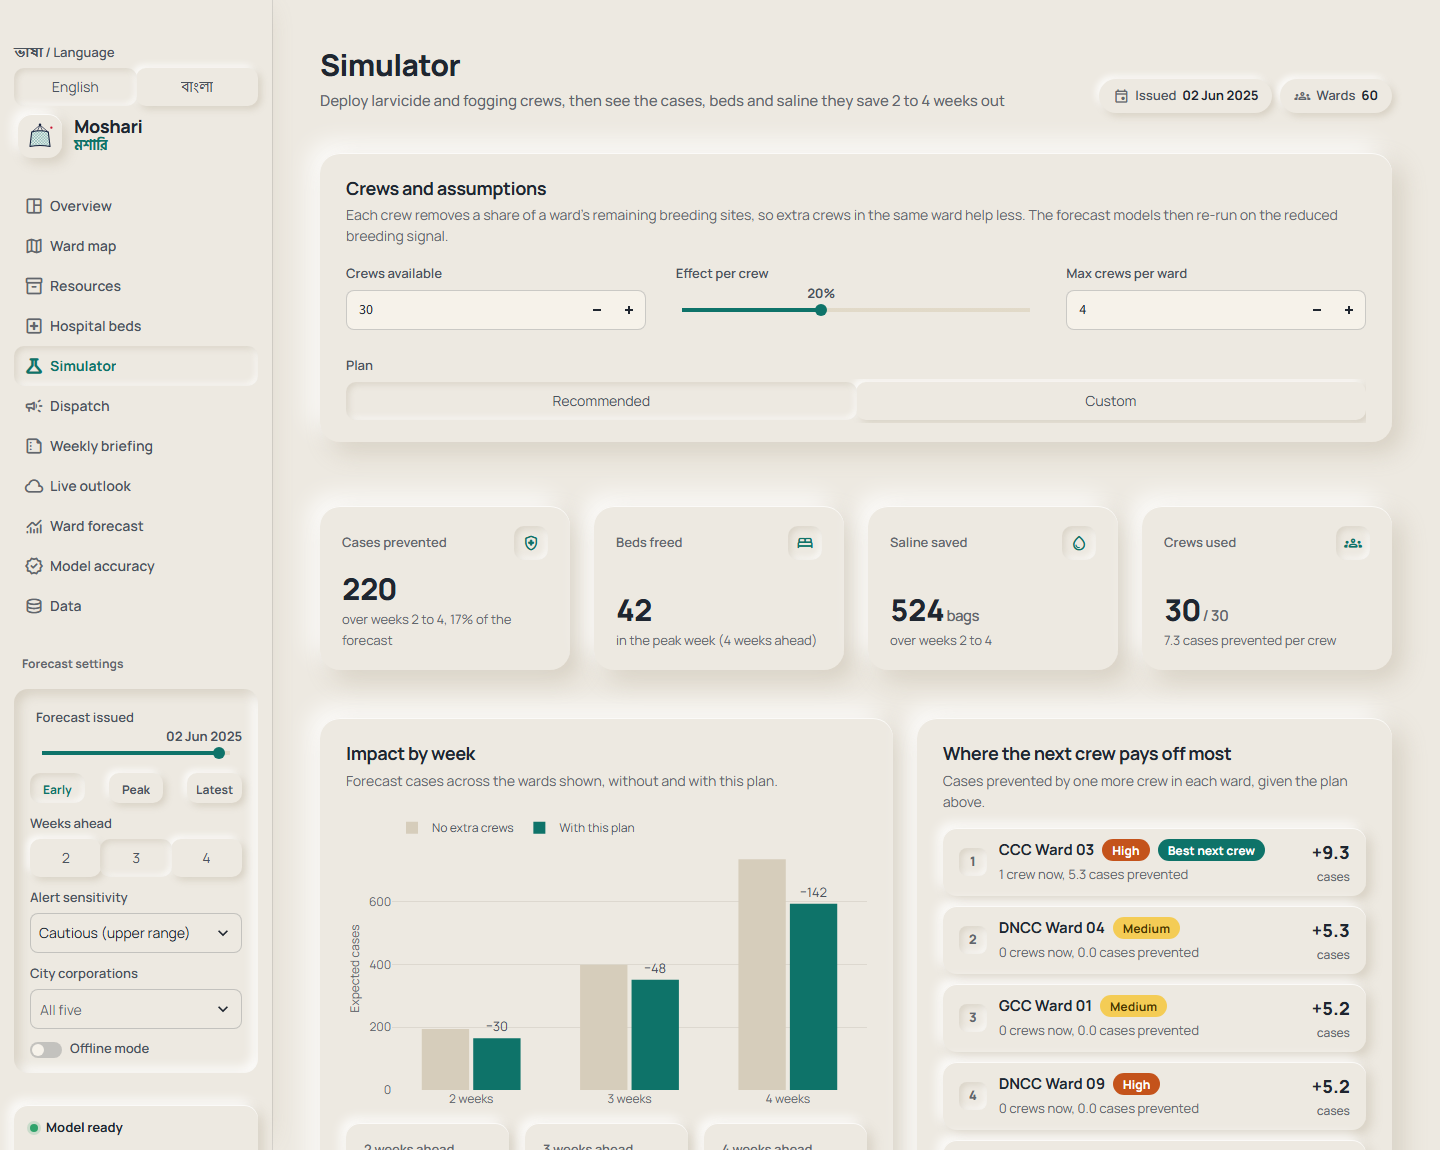 ভাষা / Language
English
বাংলা
Moshari
মশারি
Overview
Ward map
Resources
Hospital beds
Simulator
Dispatch
Weekly briefing
Live outlook
Ward forecast
Model accuracy
Data
Forecast settings
Forecast issued
02 Jun 2025
Early
Peak
Latest
Weeks ahead
2
3
4
Alert sensitivity
Cautious (upper range)
City corporations
All five
Offline mode
Model ready
Simulator
Deploy larvicide and fogging crews, then see the cases, beds and saline they save 2 to 4 weeks out
Issued 02 Jun 2025
Wards 60
Crews and assumptions
Each crew removes a share of a ward's remaining breeding sites, so extra crews in the same ward help less. The forecast models then re-run on the reduced
breeding signal.
Crews available
30
Effect per crew
20%
Max crews per ward
4
Plan
Recommended
Custom
Cases prevented
220
over weeks 2 to 4, 17% of the
forecast
Beds freed
42
in the peak week (4 weeks ahead)
Saline saved
524 bags
over weeks 2 to 4
Crews used
30 / 30
7.3 cases prevented per crew
Impact by week
Forecast cases across the wards shown, without and with this plan.
No extra crews
With this plan
Expected cases
600
400
200
0
−30
−48
−142
2 weeks
3 weeks
4 weeks
2 weeks ahead
3 weeks ahead
4 weeks ahead
Where the next crew pays off most
Cases prevented by one more crew in each ward, given the plan
above.
1
CCC Ward 03 High Best next crew
1 crew now, 5.3 cases prevented
+9.3
cases
2
DNCC Ward 04 Medium
0 crews now, 0.0 cases prevented
+5.3
cases
3
GCC Ward 01 Medium
0 crews now, 0.0 cases prevented
+5.2
cases
4
DNCC Ward 09 High
0 crews now, 0.0 cases prevented
+5.2
cases